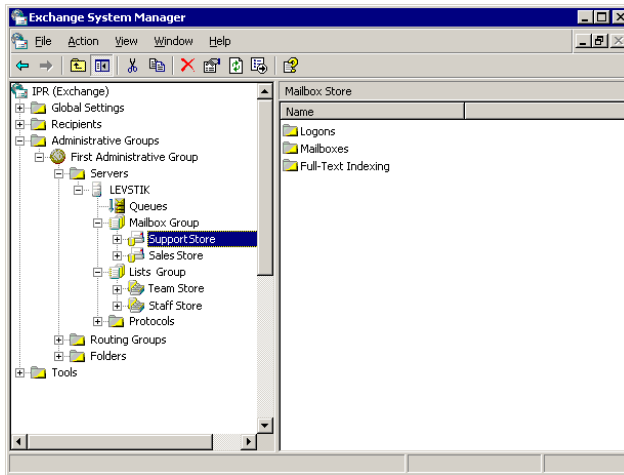 Exchange System Manager
File Action View Window Help
IPR (Exchange)
Global Settings
Recipients
Administrative Groups
First Administrative Group
Servers
LEVSTIK
Queues
Mailbox Group
Support Store
Sales Store
Lists Group
Team Store
Staff Store
Protocols
Routing Groups
Folders
Tools
Mailbox Store
Name
Logons
Mailboxes
Full-Text Indexing